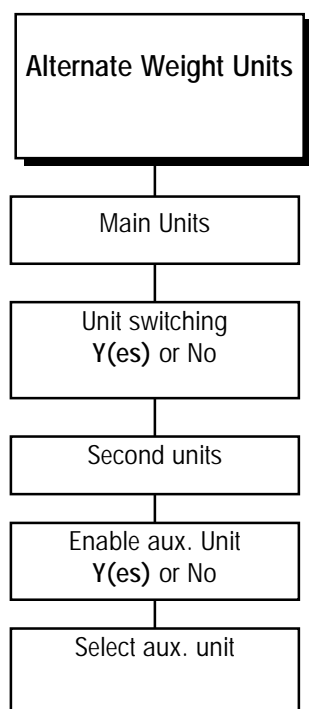 Alternate Weight Units
Main Units
Unit switching
Y(es) or No
Second units
Enable aux. Unit
Y(es) or No
Select aux. unit